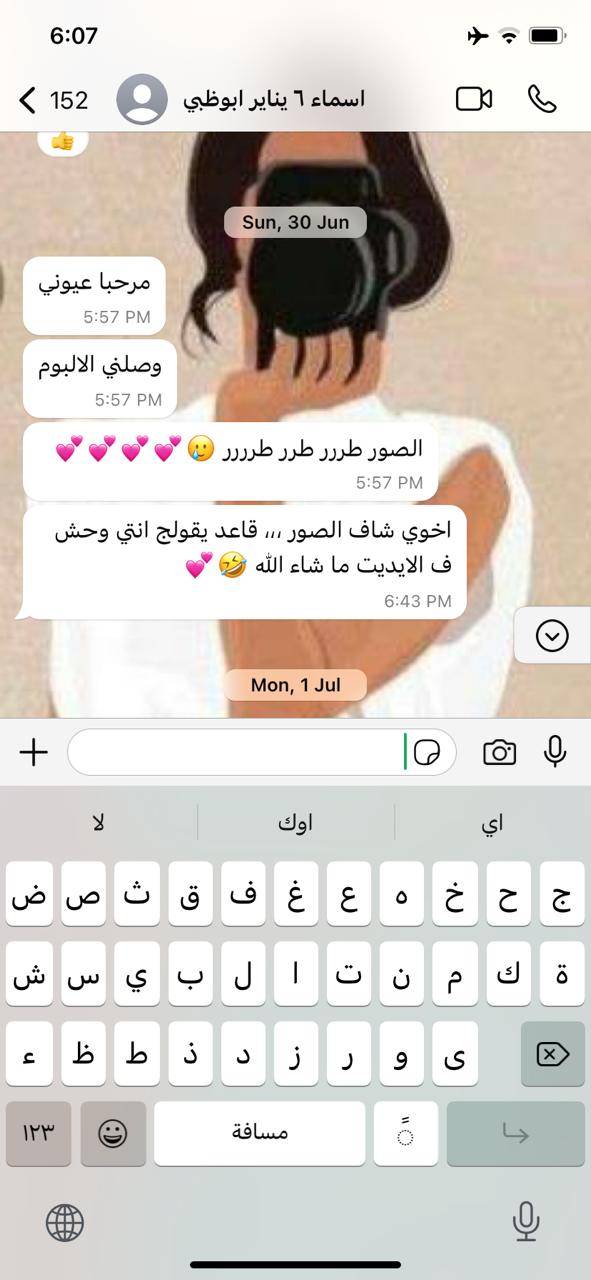 6:07
152
اسماء ٦ يناير ابوظبي
👍
Sun, 30 Jun
مرحبا عيوني
5:57 PM
وصلني الالبوم
5:57 PM
الصور طررر طرر طرررر 🥲 💕 💕 💕 💕
5:57 PM
اخوي شاف الصور ،،، قاعد يقولج انتي وحش
ف الايديت ما شاء الله 🤣 💕
6:43 PM
Mon, 1 Jul
اي اوك لا
ض ص ث ق ف غ ع ه خ ح ج
ش س ي ب ل ا ت ن م ك ة
ء ظ ط ذ د ز ر و ى
١٢٣ مسافة